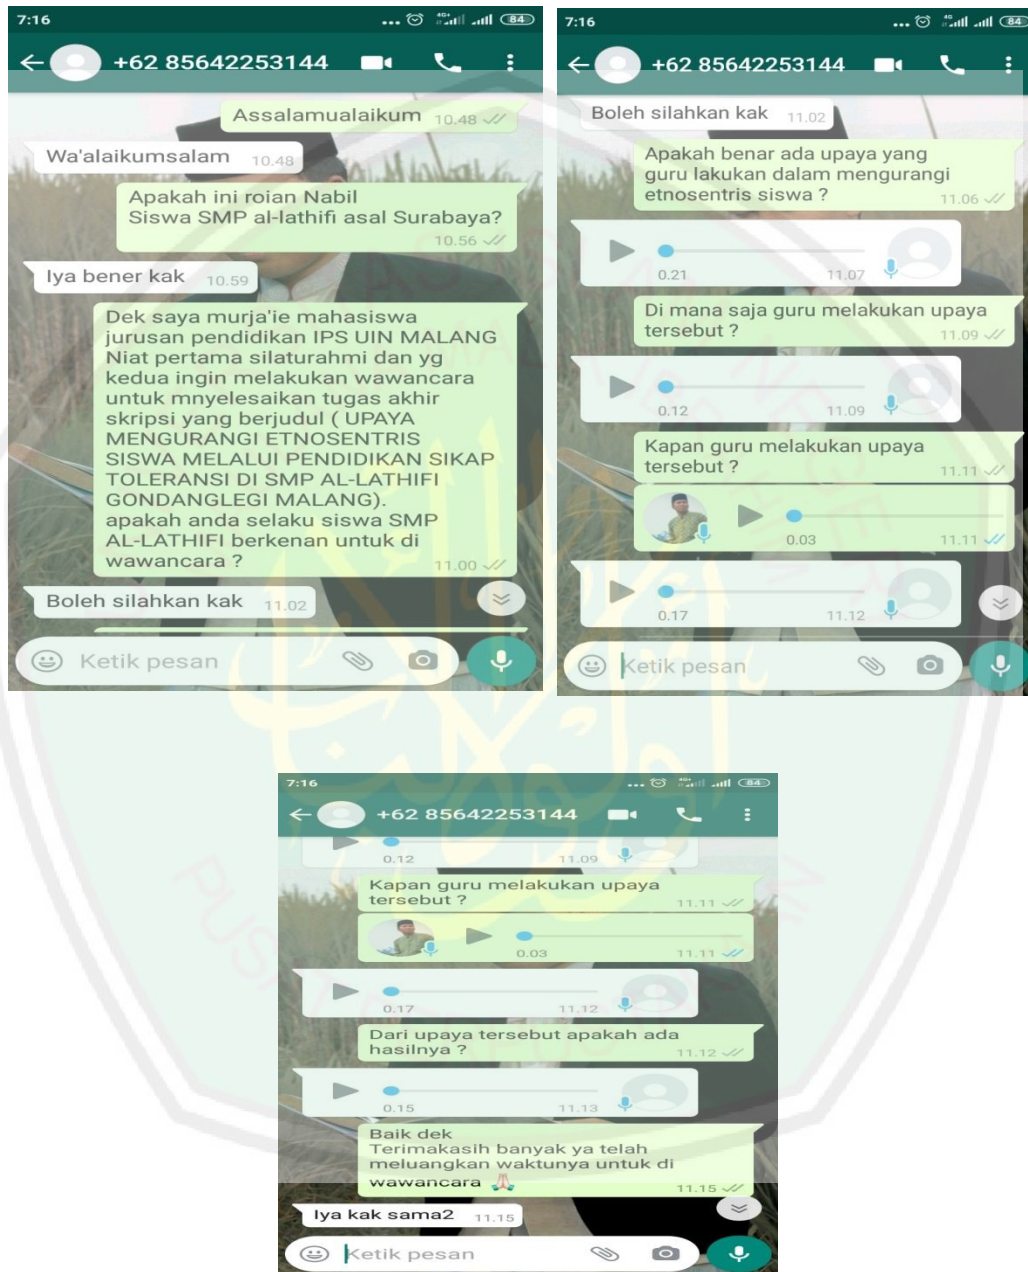 7:16
4G+
84
+62 85642253144
Assalamualaikum 10.48
Wa'alaikumsalam 10.48
Apakah ini roian Nabil
Siswa SMP al-lathifi asal Surabaya?
10.56
Iya bener kak 10.59
Dek saya murja'ie mahasiswa
jurusan pendidikan IPS UIN MALANG
Niat pertama silaturahmi dan yg
kedua ingin melakukan wawancara
untuk mnyelesaikan tugas akhir
skripsi yang berjudul ( UPAYA
MENGURANGI ETNOSENTRIS
SISWA MELALUI PENDIDIKAN SIKAP
TOLERANSI DI SMP AL-LATHIFI
GONDANGLEGI MALANG).
apakah anda selaku siswa SMP
AL-LATHIFI berkenan untuk di
wawancara ? 11.00
Boleh silahkan kak 11.02
Ketik pesan
7:16
84
+62 85642253144
Boleh silahkan kak 11.02
Apakah benar ada upaya yang
guru lakukan dalam mengurangi
etnosentris siswa ? 11.06
0.21 11.07
Di mana saja guru melakukan upaya
tersebut ? 11.09
0.12 11.09
Kapan guru melakukan upaya
tersebut ? 11.11
0.03 11.11
0.17 11.12
Ketik pesan
7:16
84
+62 85642253144
0.12 11.09
Kapan guru melakukan upaya
tersebut ? 11.11
0.03 11.11
0.17 11.12
Dari upaya tersebut apakah ada
hasilnya ? 11.12
0.15 11.13
Baik dek
Terimakasih banyak ya telah
meluangkan waktunya untuk di
wawancara 🙏 11.15
Iya kak sama2 11.15
Ketik pesan